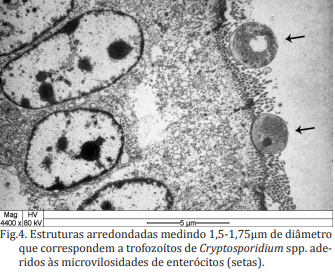 Mag HV
4400 x 80 kV 5 µm
Fig.4. Estruturas arredondadas medindo 1,5-1,75µm de diâmetro
que correspondem a trofozoítos de Cryptosporidium spp. ade-
ridos às microvilosidades de enterócitos (setas).